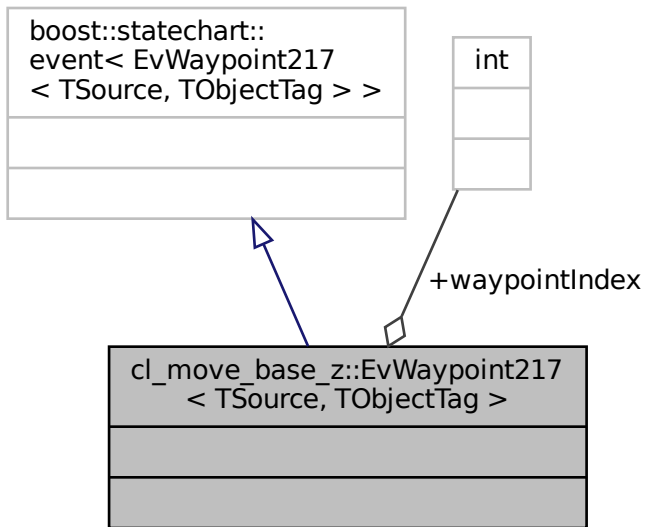 boost::statechart::
event< EvWaypoint217
< TSource, TObjectTag > >
int
+waypointIndex
cl_move_base_z::EvWaypoint217
< TSource, TObjectTag >